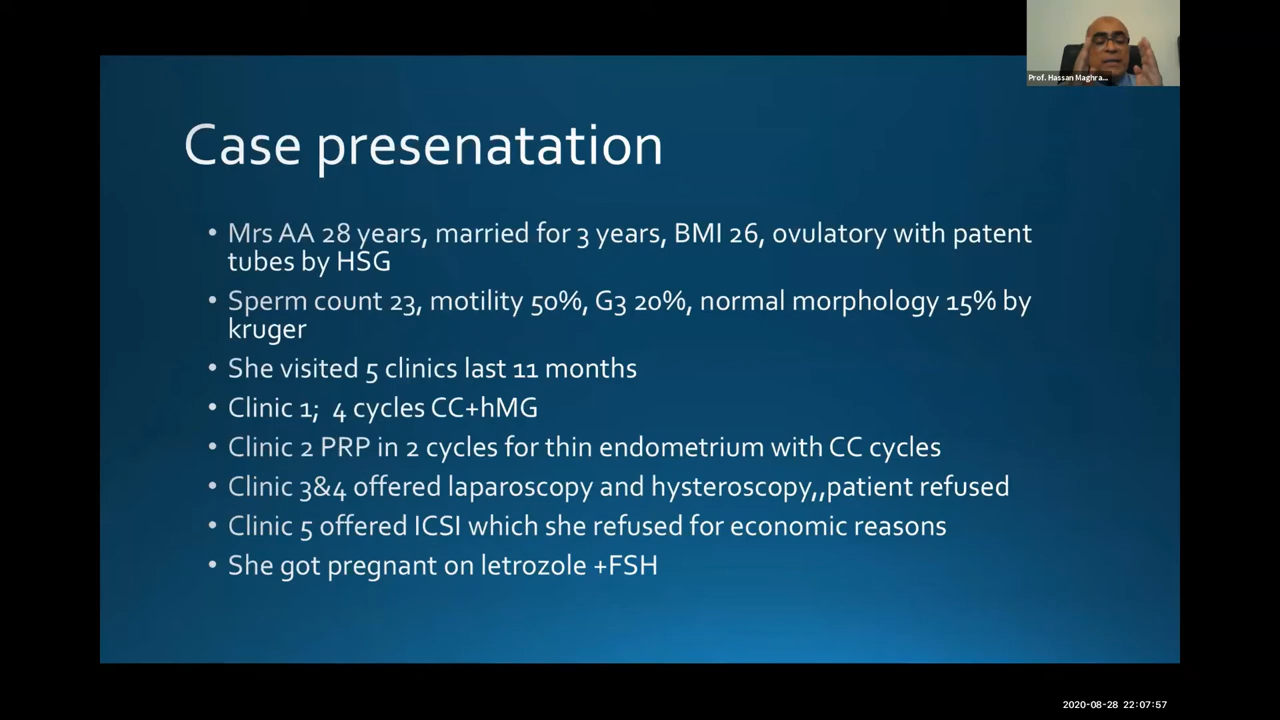 Prof. Hassan Maghra...
Case presenatation
• Mrs AA 28 years, married for 3 years, BMI 26, ovulatory with patent
tubes by HSG
• Sperm count 23, motility 50%, G3 20%, normal morphology 15% by
kruger
• She visited 5 clinics last 11 months
• Clinic 1;  4 cycles CC+hMG
• Clinic 2 PRP in 2 cycles for thin endometrium with CC cycles
• Clinic 3&4 offered laparoscopy and hysteroscopy,,patient refused
• Clinic 5 offered ICSI which she refused for economic reasons
• She got pregnant on letrozole +FSH
2020-08-28 22:07:57